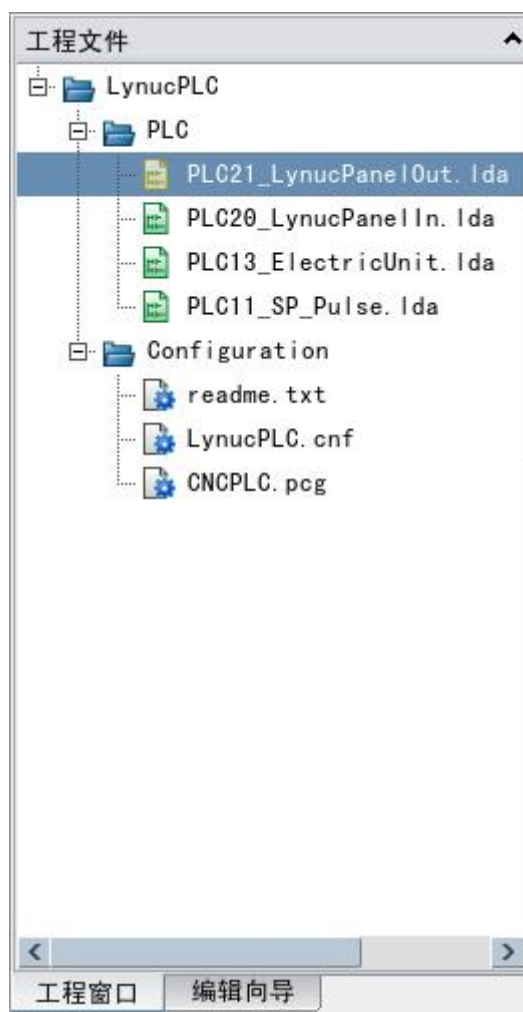 工程文件
LynucPLC
PLC
PLC21_LynucPanelOut.lda
PLC20_LynucPanelIn.lda
PLC13_ElectricUnit.lda
PLC11_SP_Pulse.lda
Configuration
readme.txt
LynucPLC.cnf
CNCPLC.pcg
工程窗口 编辑向导